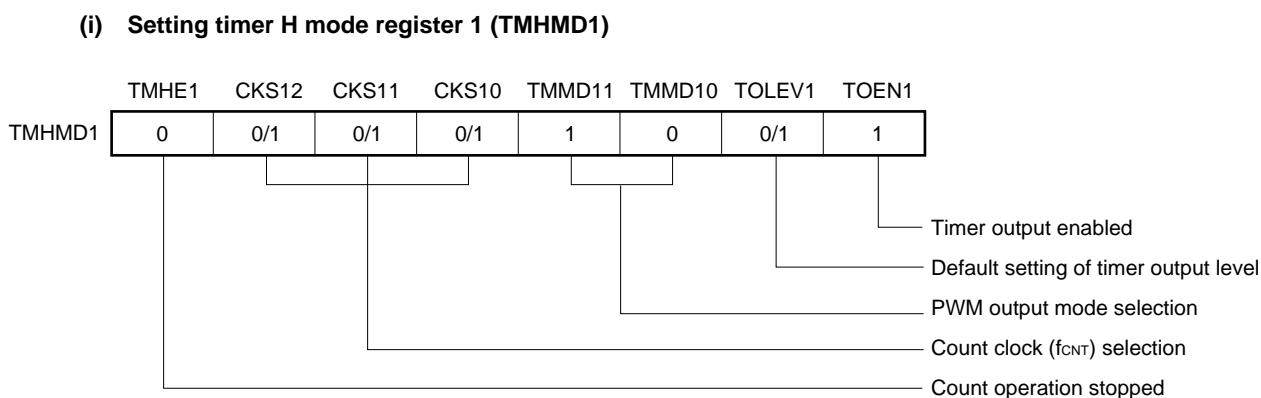 (i) Setting timer H mode register 1 (TMHMD1)
TMHE1 CKS12 CKS11 CKS10 TMMD11 TMMD10 TOLEV1 TOEN1
TMHMD1 0 0/1 0/1 0/1 1 0 0/1 1
Timer output enabled
Default setting of timer output level
PWM output mode selection
Count clock (fCNT) selection
Count operation stopped